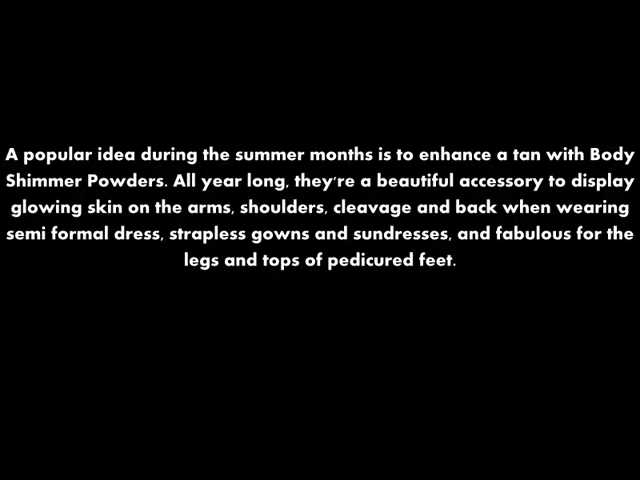 A popular idea during the summer months is to enhance a tan with Body
Shimmer Powders. All year long, they're a beautiful accessory to display
glowing skin on the arms, shoulders, cleavage and back when wearing
semi formal dress, strapless gowns and sundresses, and fabulous for the
legs and tops of pedicured feet.